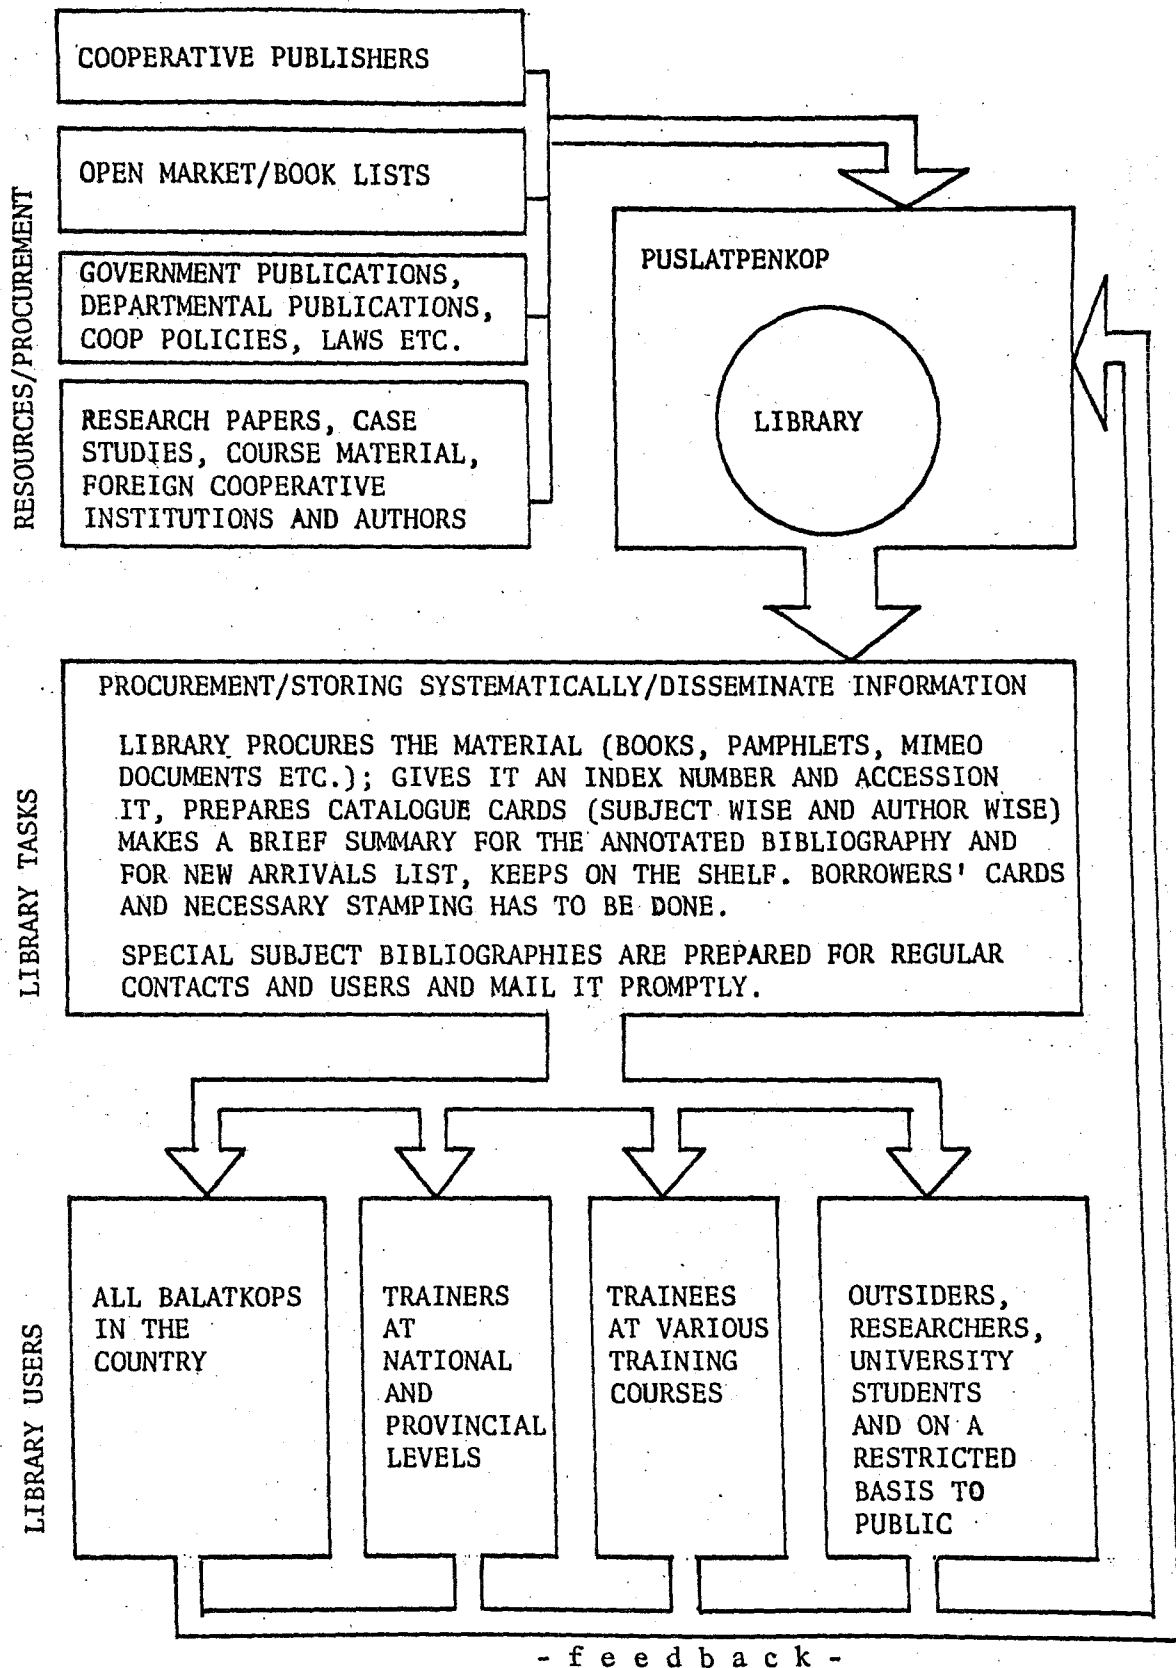 RESOURCES/PROCUREMENT
COOPERATIVE PUBLISHERS
OPEN MARKET/BOOK LISTS
GOVERNMENT PUBLICATIONS,
DEPARTMENTAL PUBLICATIONS,
COOP POLICIES, LAWS ETC.
RESEARCH PAPERS, CASE
STUDIES, COURSE MATERIAL,
FOREIGN COOPERATIVE
INSTITUTIONS AND AUTHORS
PUSLATPENKOP
LIBRARY
LIBRARY TASKS
PROCUREMENT/STORING SYSTEMATICALLY/DISSEMINATE INFORMATION
LIBRARY PROCURES THE MATERIAL (BOOKS, PAMPHLETS, MIMEO
DOCUMENTS ETC.); GIVES IT AN INDEX NUMBER AND ACCESSION
IT, PREPARES CATALOGUE CARDS (SUBJECT WISE AND AUTHOR WISE)
MAKES A BRIEF SUMMARY FOR THE ANNOTATED BIBLIOGRAPHY AND
FOR NEW ARRIVALS LIST, KEEPS ON THE SHELF. BORROWERS' CARDS
AND NECESSARY STAMPING HAS TO BE DONE.
SPECIAL SUBJECT BIBLIOGRAPHIES ARE PREPARED FOR REGULAR
CONTACTS AND USERS AND MAIL IT PROMPTLY.
LIBRARY USERS
ALL BALATKOPS
IN THE
COUNTRY
TRAINERS
AT
NATIONAL
AND
PROVINCIAL
LEVELS
TRAINEES
AT VARIOUS
TRAINING
COURSES
OUTSIDERS,
RESEARCHERS,
UNIVERSITY
STUDENTS
AND ON A
RESTRICTED
BASIS TO
PUBLIC
- f e e d b a c k -